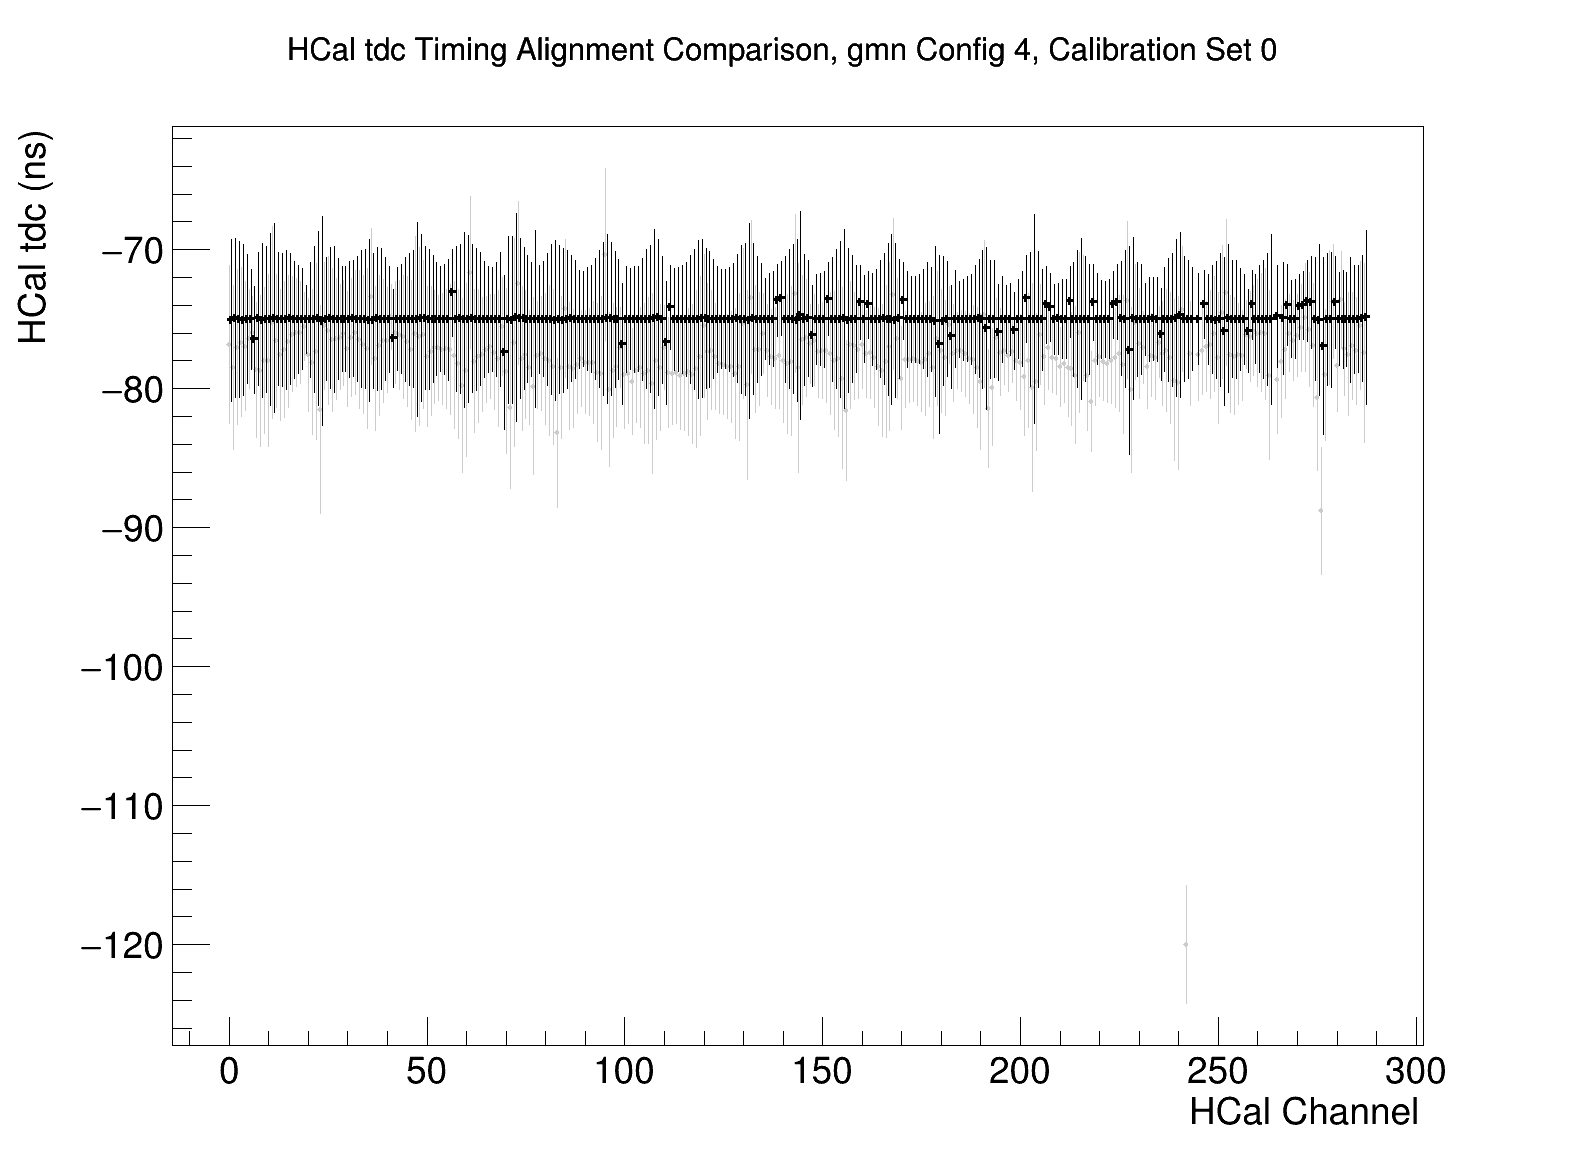 HCal tdc Timing Alignment Comparison, gmn Config 4, Calibration Set 0
HCal tdc (ns)
−70
−80
−90
−100
−110
−120
0 50 100 150 200 250 300
HCal Channel